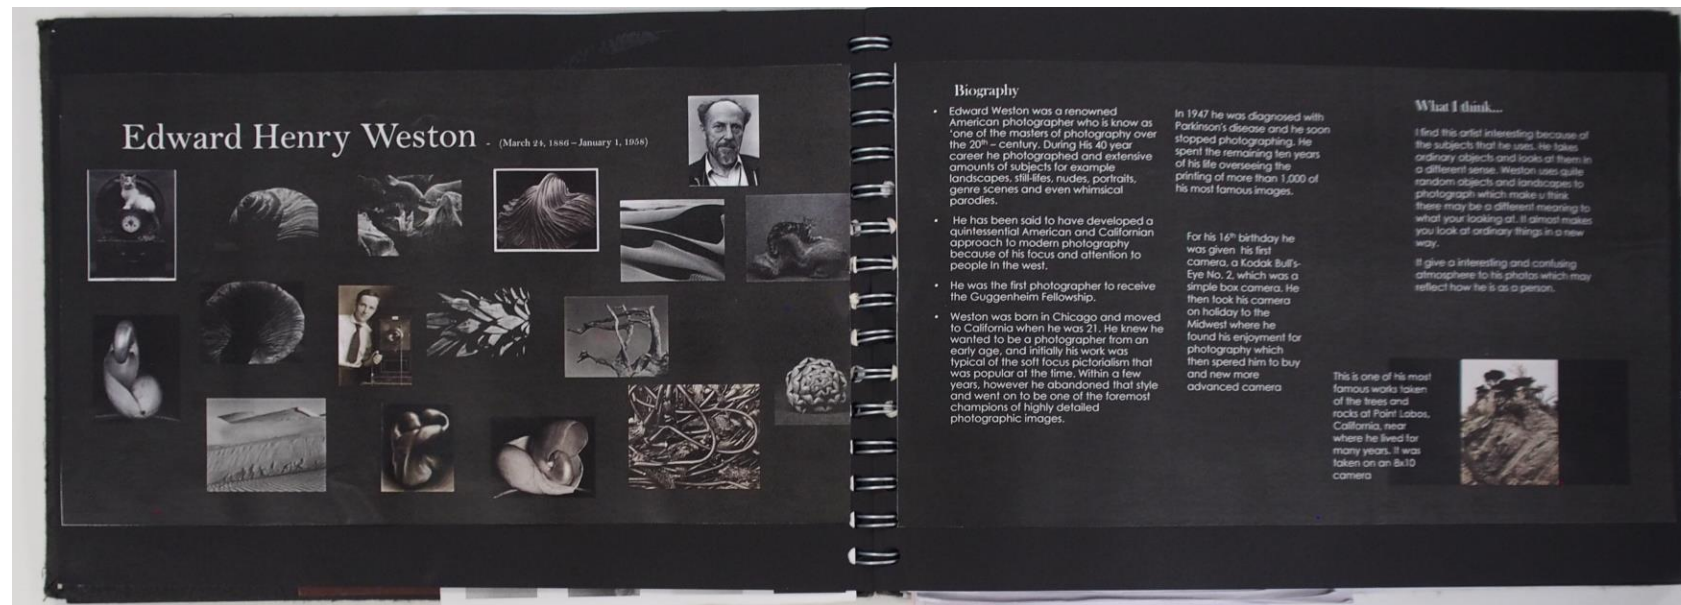 Edward Henry Weston - (March 24, 1886 – January 1, 1958)
Biography
• Edward Weston was a renowned
American photographer who is know as
'one of the masters of photography over
the 20th – century. During His 40 year
career he photographed and extensive
amounts of subjects for example
landscapes, still-lifes, nudes, portraits,
genre scenes and even whimsical
parodies.
• He has been said to have developed a
quintessential American and Californian
approach to modern photography
because of his focus and attention to
people in the west.
• He was the first photographer to receive
the Guggenheim Fellowship.
• Weston was born in Chicago and moved
to California when he was 21. He knew he
wanted to be a photographer from an
early age, and initially his work was
typical of the soft focus pictorialism that
was popular at the time. Within a few
years, however he abandoned that style
and went on to be one of the foremost
champions of highly detailed
photographic images.
In 1947 he was diagnosed with
Parkinson's disease and he soon
stopped photographing. He
spent the remaining ten years
of his life overseeing the
printing of more than 1,000 of
his most famous images.
For his 16th birthday he
was given his first
camera, a Kodak Bull's-
Eye No. 2, which was a
simple box camera. He
then took his camera
on holiday to the
Midwest where he
found his enjoyment for
photography which
then spered him to buy
and new more
advanced camera
What I think...
I find this artist interesting because of
the subjects that he uses. He takes
ordinary objects and looks at them in
a different sense. Weston uses quite
random objects and landscapes to
photograph which make u think
there may be a different meaning to
what your looking at. It almost makes
you look at ordinary things in a new
way.
It give a interesting and confusing
atmosphere to his photos which may
reflect how he is as a person.
This is one of his most
famous works taken
of the trees and
rocks at Point Lobos,
California, near
where he lived for
many years. It was
taken on an 8x10
camera